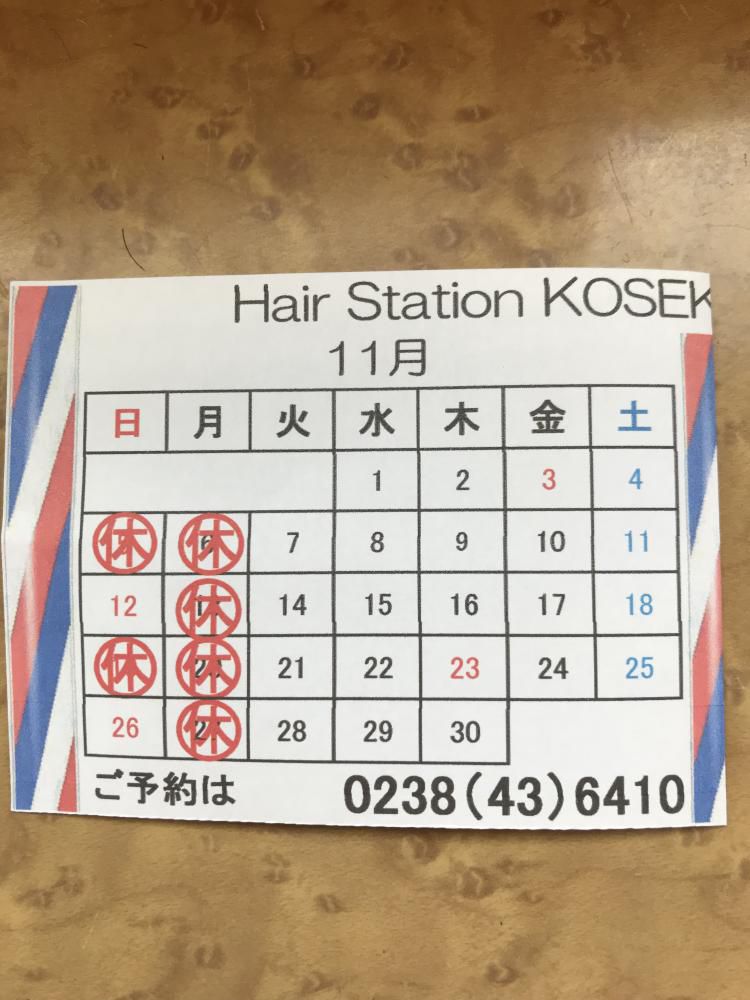 Hair Station KOSEK
11月
日 月 火 水 木 金 土
1 2 3 4
休 休 7 8 9 10 11
12 休 14 15 16 17 18
休 休 21 22 23 24 25
26 休 28 29 30
ご予約は 0238(43)6410